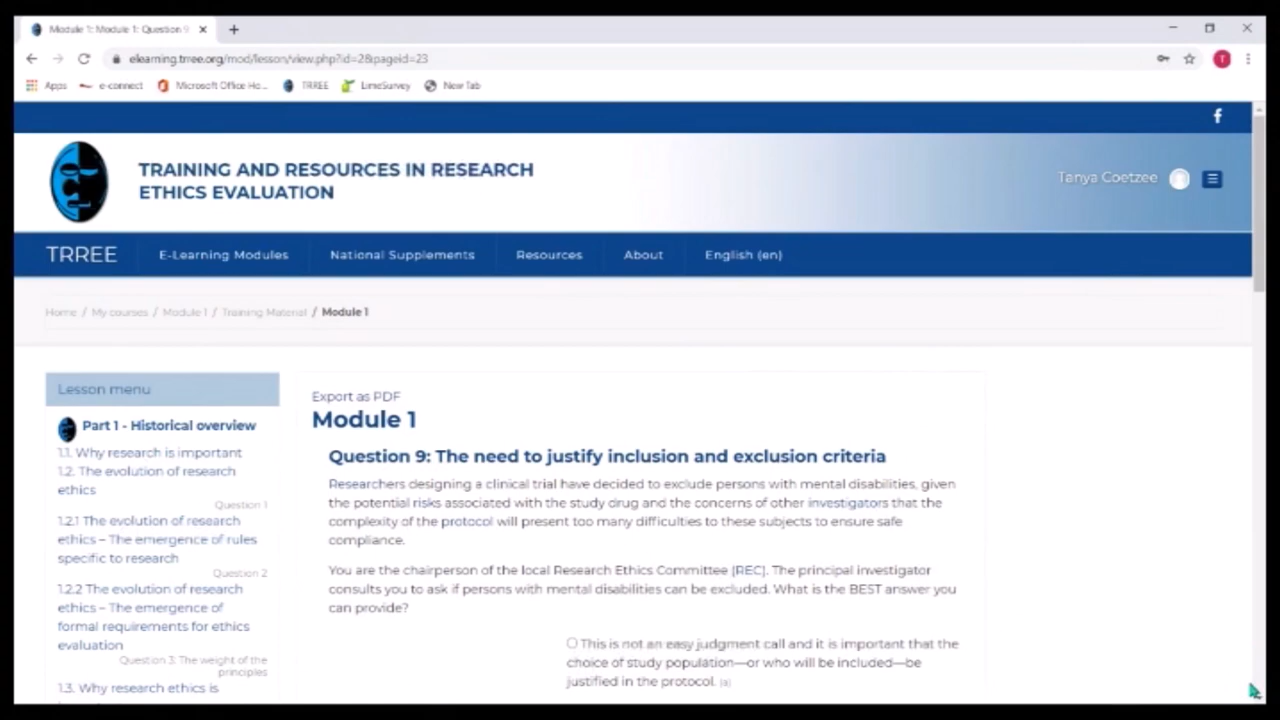 Module 1: Module 1: Question 9
elearning.trree.org/mod/lesson/view.php?id=28&pageid=23
T
Apps e-connect Microsoft Office Ho... TRREE LimeSurvey New Tab
f
TRAINING AND RESOURCES IN RESEARCH
ETHICS EVALUATION
Tanya Coetzee
TRREE E-Learning Modules National Supplements Resources About English (en)
Home / My courses / Module 1 / Training Material / Module 1
Lesson menu
Part 1 - Historical overview
1.1. Why research is important
1.2. The evolution of research
ethics
Question 1
1.2.1 The evolution of research
ethics – The emergence of rules
specific to research
Question 2
1.2.2 The evolution of research
ethics – The emergence of
formal requirements for ethics
evaluation
Question 3: The weight of the
principles
1.3. Why research ethics is
Export as PDF
Module 1
Question 9: The need to justify inclusion and exclusion criteria
Researchers designing a clinical trial have decided to exclude persons with mental disabilities, given
the potential risks associated with the study drug and the concerns of other investigators that the
complexity of the protocol will present too many difficulties to these subjects to ensure safe
compliance.
You are the chairperson of the local Research Ethics Committee [REC]. The principal investigator
consults you to ask if persons with mental disabilities can be excluded. What is the BEST answer you
can provide?
This is not an easy judgment call and it is important that the
choice of study population—or who will be included—be
justified in the protocol. (a)